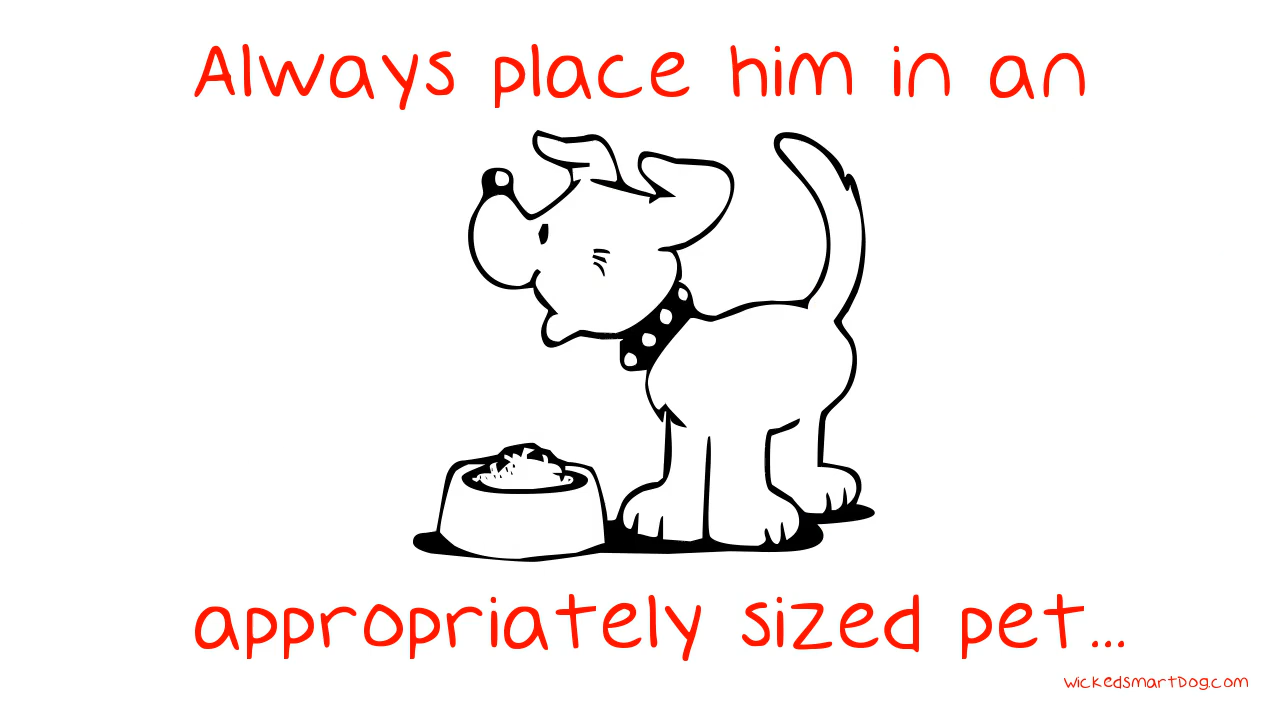 Always place him in an
appropriately sized pet...
wickedsmartDog.com